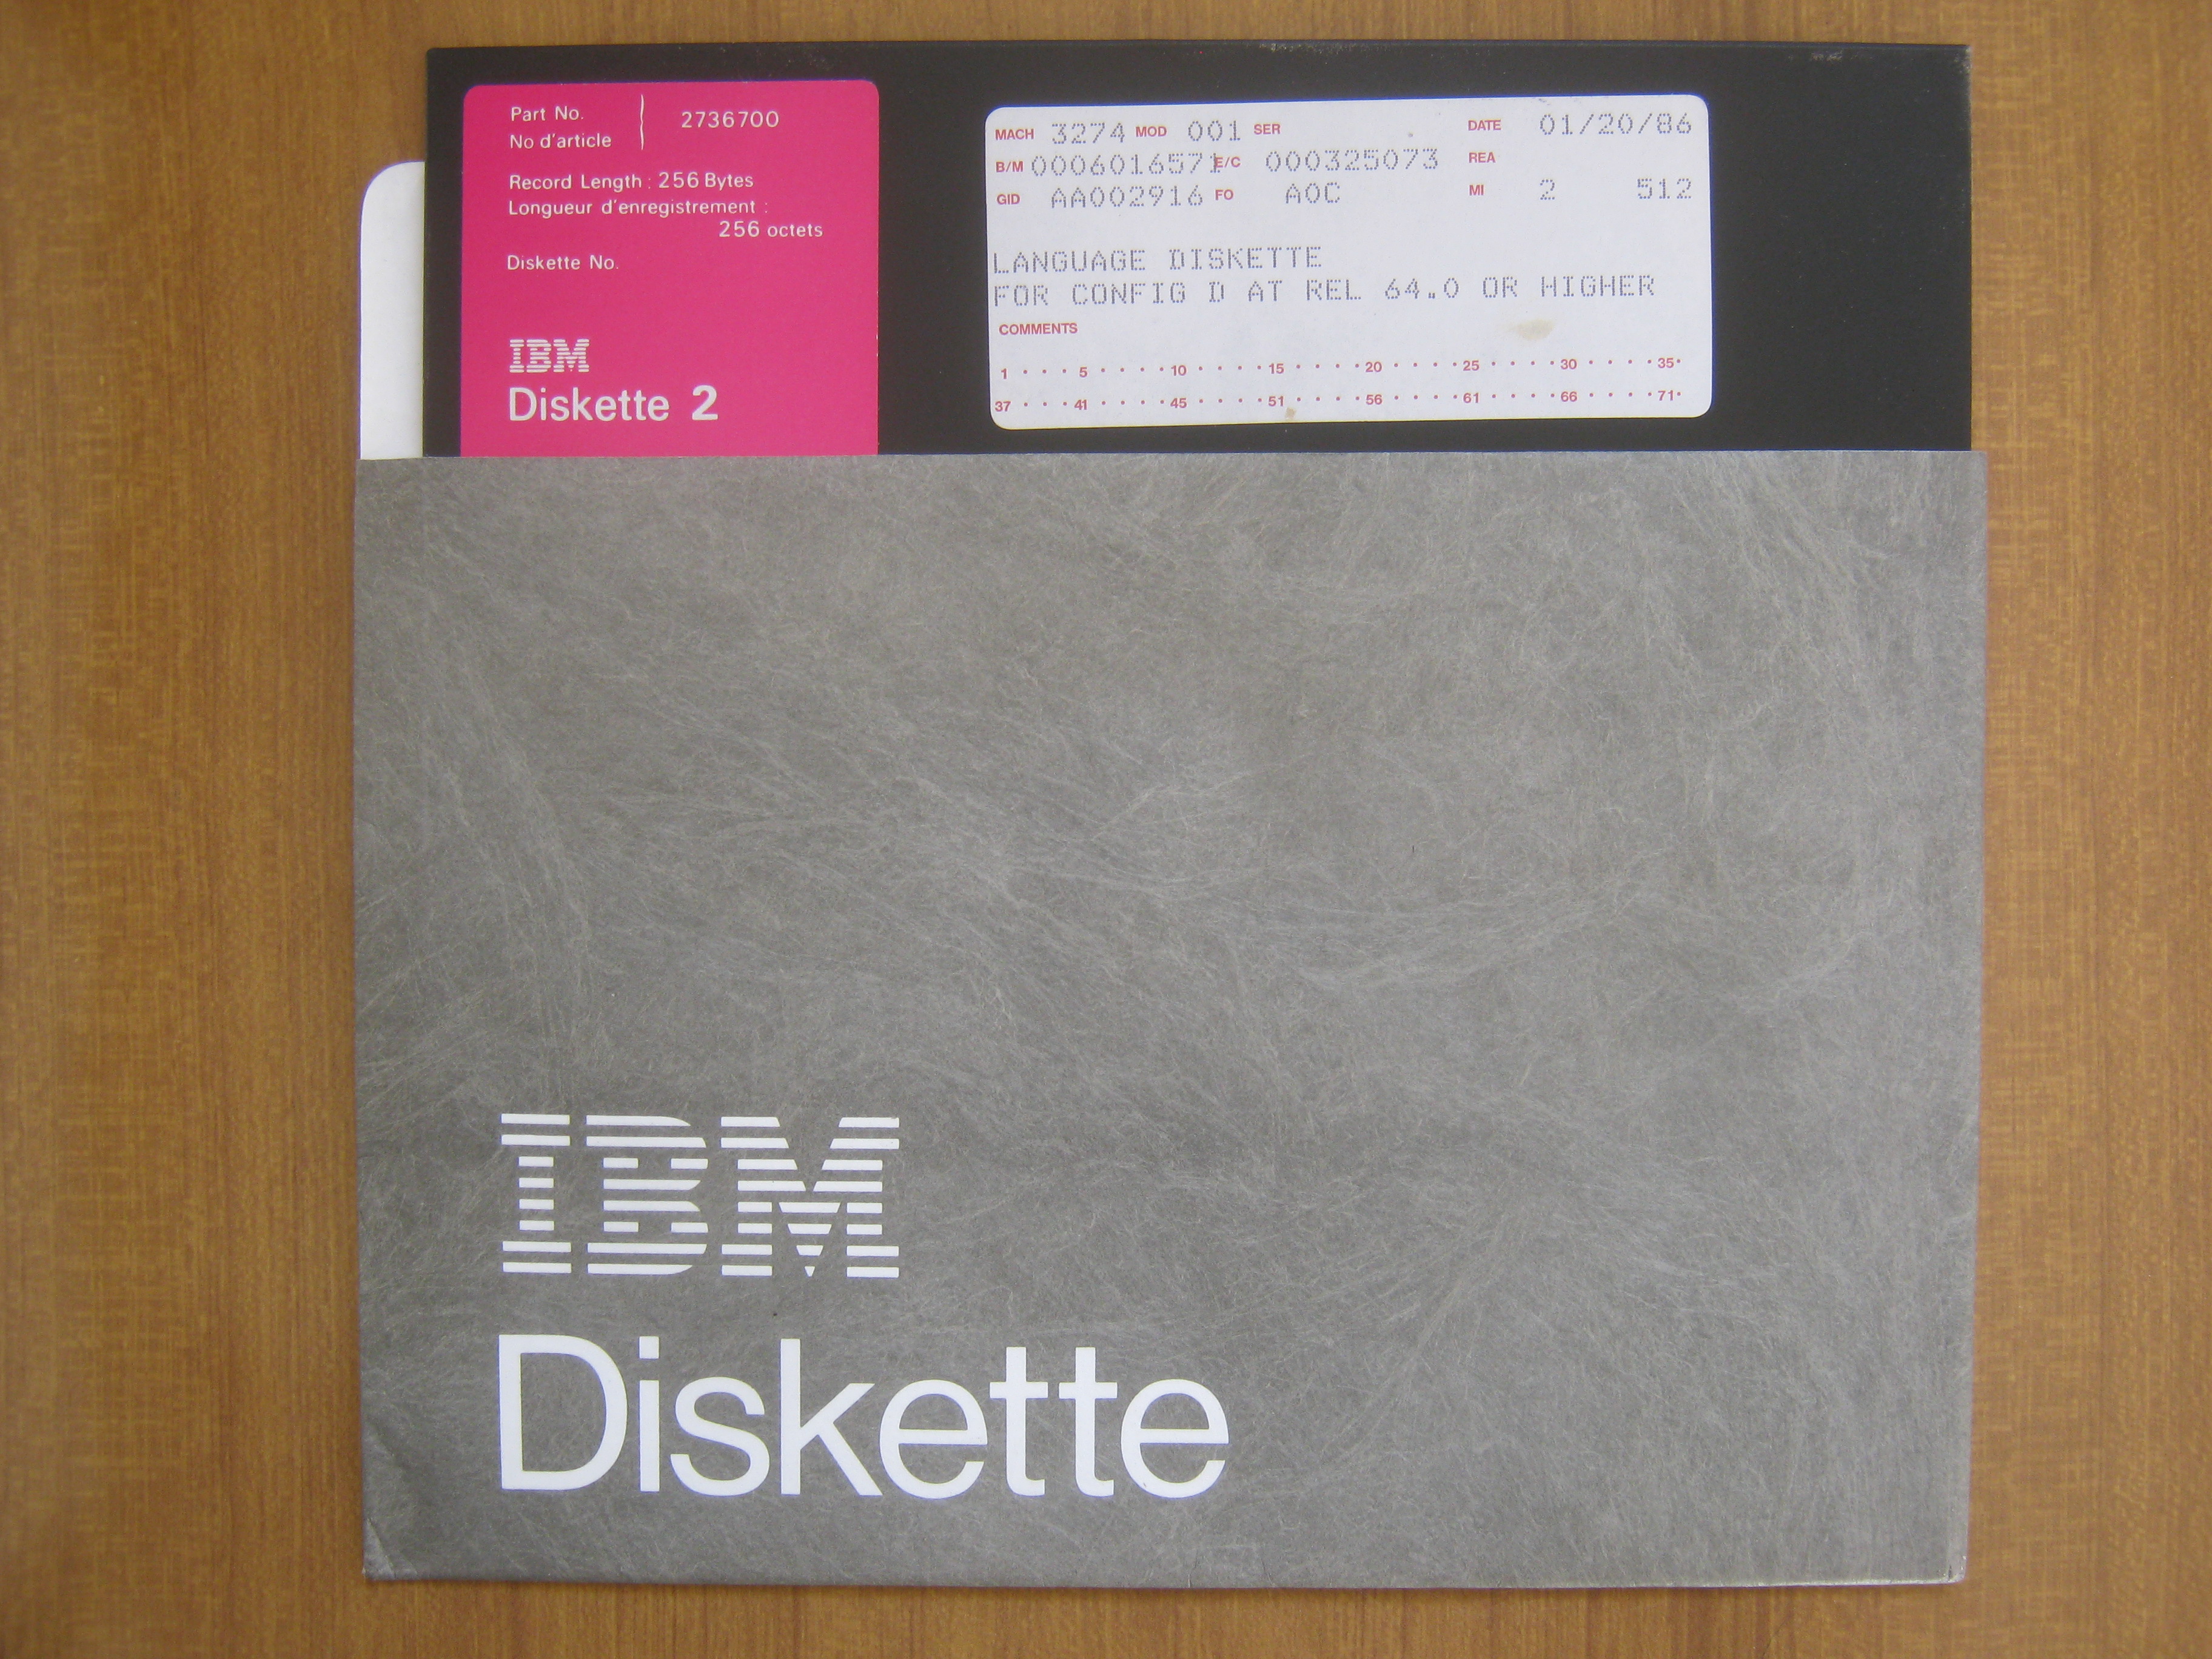 Part No.
No d'article
2736700
Record Length : 256 Bytes
Longueur d'enregistrement :
256 octets
Diskette No.
IBM
Diskette 2
MACH 3274 MOD 001 SER DATE 01/20/86
B/M 0006016571 E/C 000325073 REA
GID AA002916 FO A0C MI 2 512
LANGUAGE DISKETTE
FOR CONFIG D AT REL 64.0 OR HIGHER
COMMENTS
1 · · · 5 · · · · 10 · · · · 15 · · · · 20 · · · · 25 · · · · 30 · · · · 35·
37 · · · 41 · · · · 45 · · · · 51 · · · · 56 · · · · 61 · · · · 66 · · · · 71·
IBM
Diskette